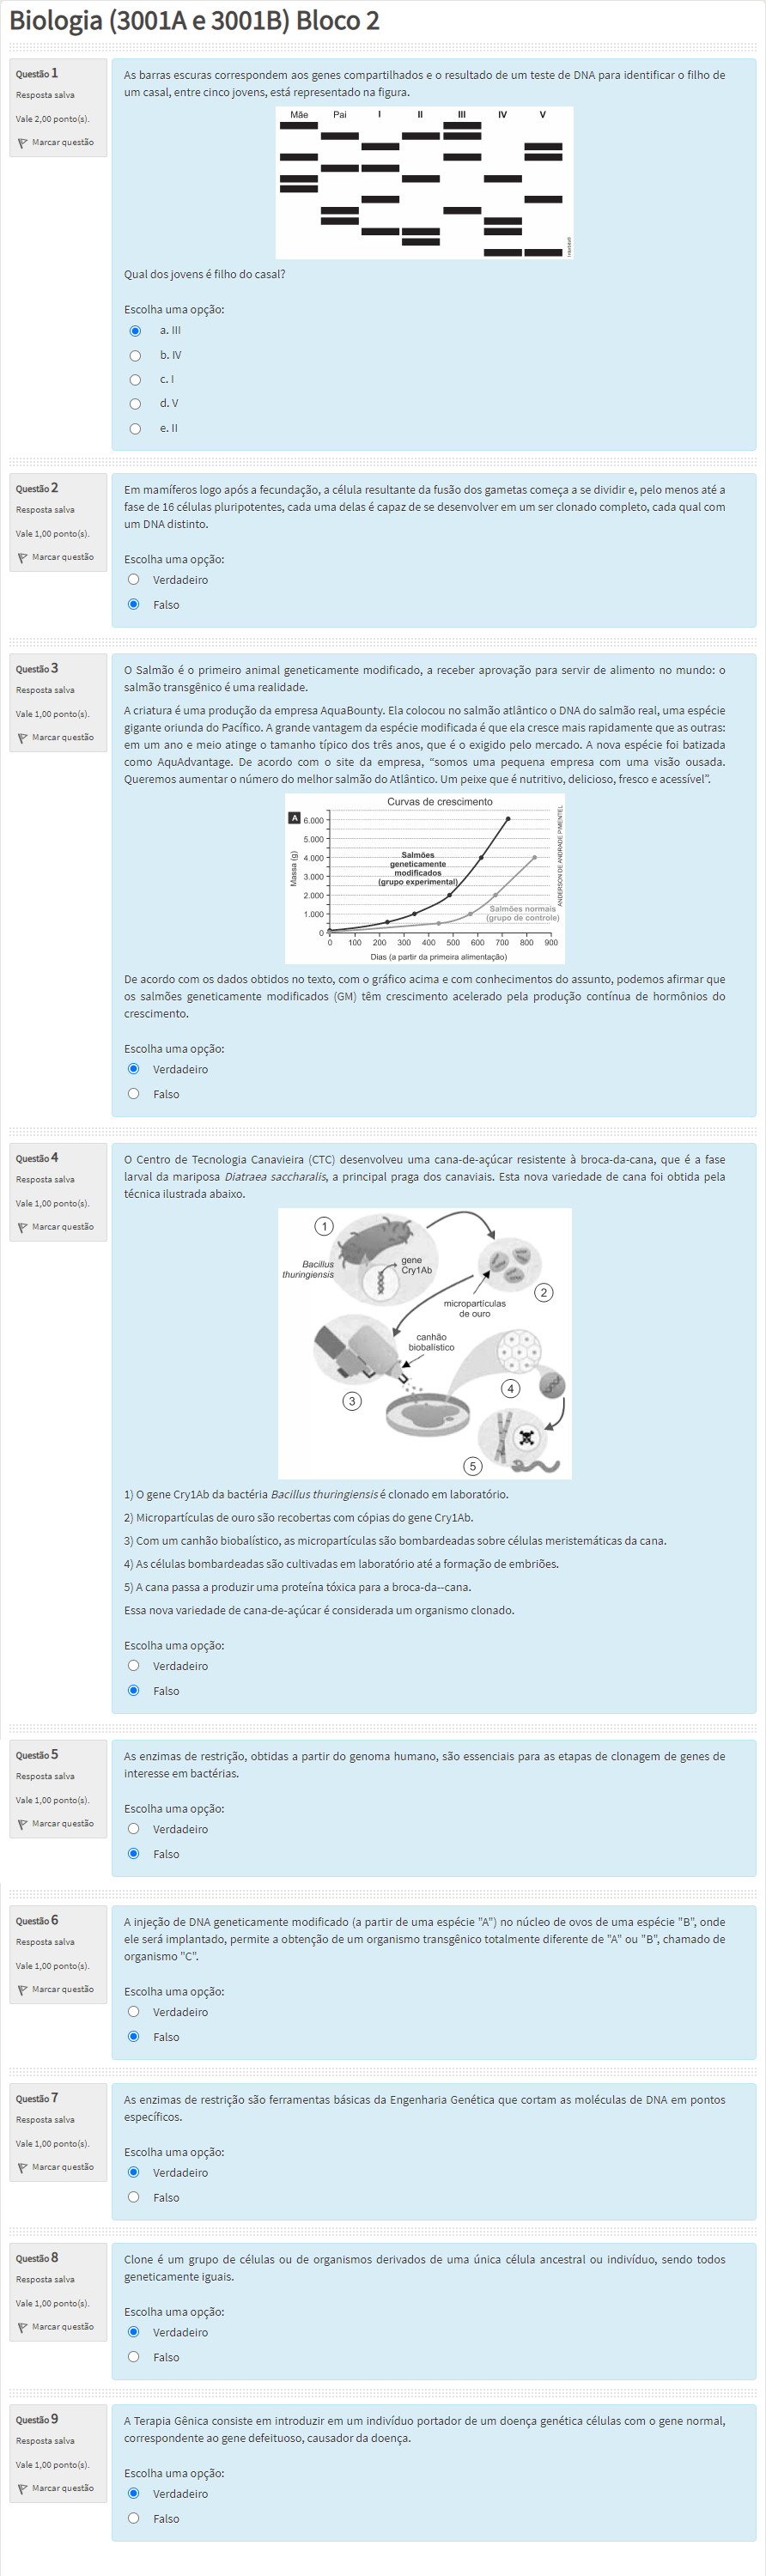 Biologia (3001A e 3001B) Bloco 2
Questão 1
Resposta salva
Vale 2,00 ponto(s).
Marcar questão
As barras escuras correspondem aos genes compartilhados e o resultado de um teste de DNA para identificar o filho de
um casal, entre cinco jovens, está representado na figura.
Mãe Pai I II III IV V
Qual dos jovens é filho do casal?
Escolha uma opção:
a. III
b. IV
c. I
d. V
e. II
Questão 2
Resposta salva
Vale 1,00 ponto(s).
Marcar questão
Em mamíferos logo após a fecundação, a célula resultante da fusão dos gametas começa a se dividir e, pelo menos até a
fase de 16 células pluripotentes, cada uma delas é capaz de se desenvolver em um ser clonado completo, cada qual com
um DNA distinto.
Escolha uma opção:
Verdadeiro
Falso
Questão 3
Resposta salva
Vale 1,00 ponto(s).
Marcar questão
O Salmão é o primeiro animal geneticamente modificado, a receber aprovação para servir de alimento no mundo: o
salmão transgênico é uma realidade.
A criatura é uma produção da empresa AquaBounty. Ela colocou no salmão atlântico o DNA do salmão real, uma espécie
gigante oriunda do Pacífico. A grande vantagem da espécie modificada é que ela cresce mais rapidamente que as outras:
em um ano e meio atinge o tamanho típico dos três anos, que é o exigido pelo mercado. A nova espécie foi batizada
como AquAdvantage. De acordo com o site da empresa, “somos uma pequena empresa com uma visão ousada.
Queremos aumentar o número do melhor salmão do Atlântico. Um peixe que é nutritivo, delicioso, fresco e acessível”.
Curvas de crescimento
A
6.000
5.000
4.000
3.000
2.000
1.000
0
Massa (g)
Salmões
geneticamente
modificados
(grupo experimental)
Salmões normais
(grupo de controle)
ANDERSON DE ANDRADE PIMENTEL
0 100 200 300 400 500 600 700 800 900
Dias (a partir da primeira alimentação)
De acordo com os dados obtidos no texto, com o gráfico acima e com conhecimentos do assunto, podemos afirmar que
os salmões geneticamente modificados (GM) têm crescimento acelerado pela produção contínua de hormônios do
crescimento.
Escolha uma opção:
Verdadeiro
Falso
Questão 4
Resposta salva
Vale 1,00 ponto(s).
Marcar questão
O Centro de Tecnologia Canavieira (CTC) desenvolveu uma cana-de-açúcar resistente à broca-da-cana, que é a fase
larval da mariposa Diatraea saccharalis, a principal praga dos canaviais. Esta nova variedade de cana foi obtida pela
técnica ilustrada abaixo.
1
Bacillus
thuringiensis
gene
Cry1Ab
2
micropartículas
de ouro
canhão
biobalístico
3
4
5
1) O gene Cry1Ab da bactéria Bacillus thuringiensis é clonado em laboratório.
2) Micropartículas de ouro são recobertas com cópias do gene Cry1Ab.
3) Com um canhão biobalístico, as micropartículas são bombardeadas sobre células meristemáticas da cana.
4) As células bombardeadas são cultivadas em laboratório até a formação de embriões.
5) A cana passa a produzir uma proteína tóxica para a broca-da--cana.
Essa nova variedade de cana-de-açúcar é considerada um organismo clonado.
Escolha uma opção:
Verdadeiro
Falso
Questão 5
Resposta salva
Vale 1,00 ponto(s).
Marcar questão
As enzimas de restrição, obtidas a partir do genoma humano, são essenciais para as etapas de clonagem de genes de
interesse em bactérias.
Escolha uma opção:
Verdadeiro
Falso
Questão 6
Resposta salva
Vale 1,00 ponto(s).
Marcar questão
A injeção de DNA geneticamente modificado (a partir de uma espécie "A") no núcleo de ovos de uma espécie "B", onde
ele será implantado, permite a obtenção de um organismo transgênico totalmente diferente de "A" ou "B", chamado de
organismo "C".
Escolha uma opção:
Verdadeiro
Falso
Questão 7
Resposta salva
Vale 1,00 ponto(s).
Marcar questão
As enzimas de restrição são ferramentas básicas da Engenharia Genética que cortam as moléculas de DNA em pontos
específicos.
Escolha uma opção:
Verdadeiro
Falso
Questão 8
Resposta salva
Vale 1,00 ponto(s).
Marcar questão
Clone é um grupo de células ou de organismos derivados de uma única célula ancestral ou indivíduo, sendo todos
geneticamente iguais.
Escolha uma opção:
Verdadeiro
Falso
Questão 9
Resposta salva
Vale 1,00 ponto(s).
Marcar questão
A Terapia Gênica consiste em introduzir em um indivíduo portador de um doença genética células com o gene normal,
correspondente ao gene defeituoso, causador da doença.
Escolha uma opção:
Verdadeiro
Falso